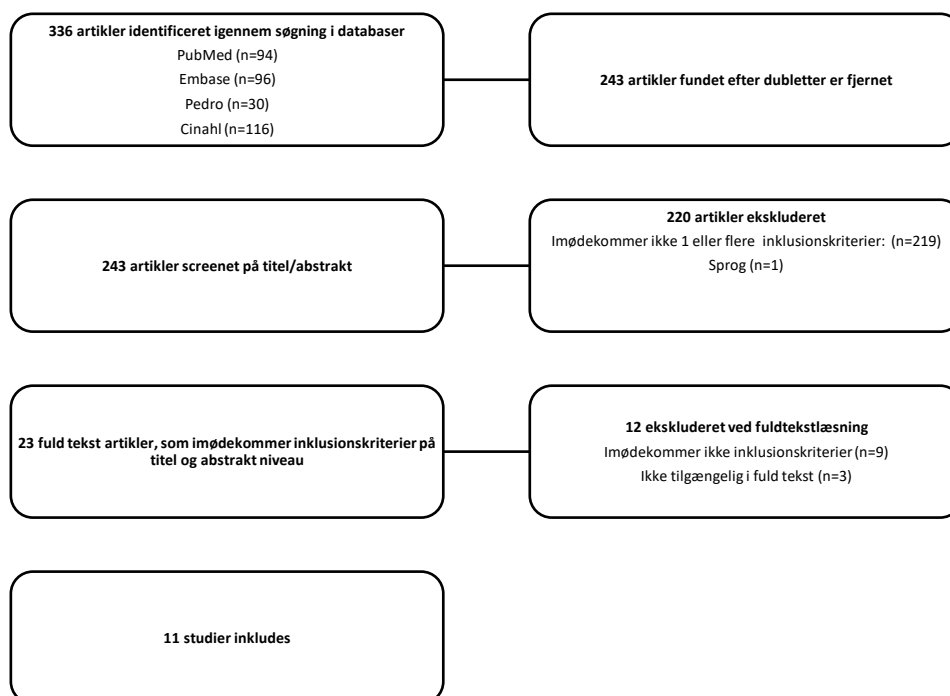 336 artikler identificeret igennem søgning i databaser
PubMed (n=94)
Embase (n=96)
Pedro (n=30)
Cinahl (n=116)
243 artikler fundet efter dubletter er fjernet
243 artikler screenet på titel/abstrakt
220 artikler ekskluderet
Imødekommer ikke 1 eller flere inklusionskriterier: (n=219)
Sprog (n=1)
23 fuld tekst artikler, som imødekommer inklusionskriterier på
titel og abstrakt niveau
12 ekskluderet ved fuldtekstlæsning
Imødekommer ikke inklusionskriterier (n=9)
Ikke tilgængelig i fuld tekst (n=3)
11 studier inkludes